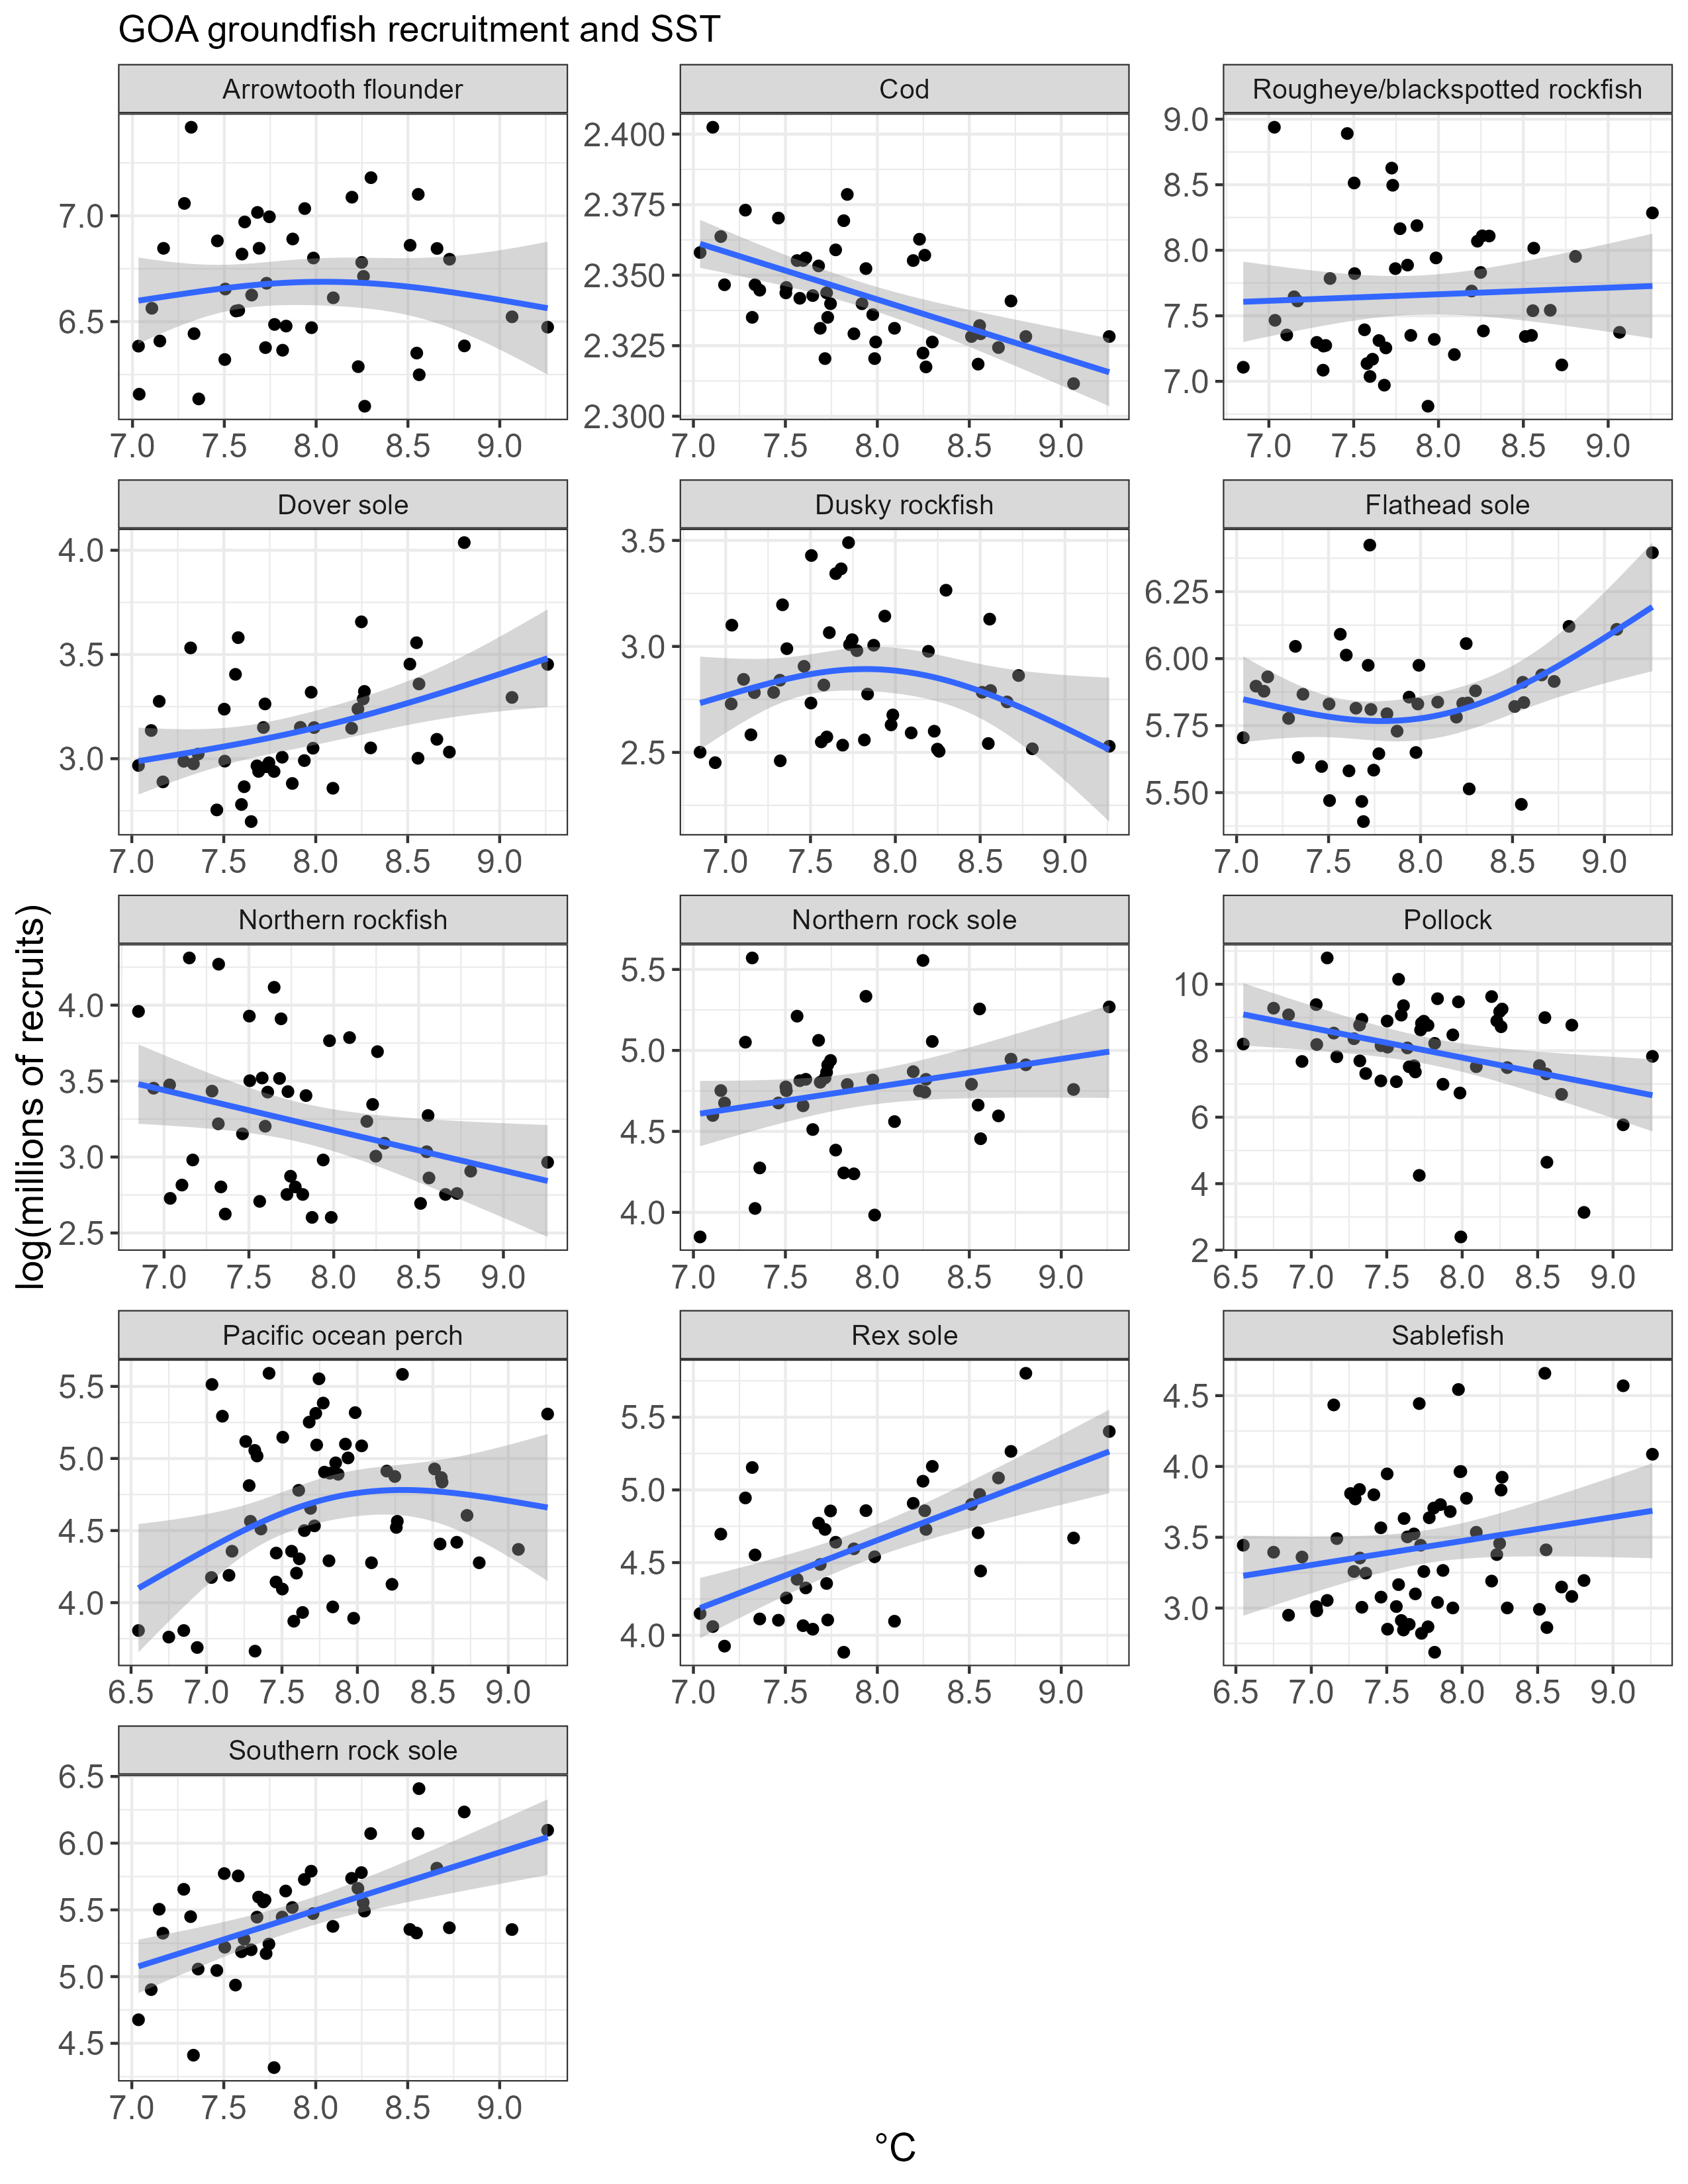 GOA groundfish recruitment and SST
Arrowtooth flounder
7.0
6.5
7.0 7.5 8.0 8.5 9.0
Cod
2.400
2.375
2.350
2.325
2.300
7.0 7.5 8.0 8.5 9.0
Rougheye/blackspotted rockfish
9.0
8.5
8.0
7.5
7.0
7.0 7.5 8.0 8.5 9.0
Dover sole
4.0
3.5
3.0
7.0 7.5 8.0 8.5 9.0
Dusky rockfish
3.5
3.0
2.5
7.0 7.5 8.0 8.5 9.0
Flathead sole
6.25
6.00
5.75
5.50
7.0 7.5 8.0 8.5 9.0
log(millions of recruits)
Northern rockfish
4.0
3.5
3.0
2.5
7.0 7.5 8.0 8.5 9.0
Northern rock sole
5.5
5.0
4.5
4.0
7.0 7.5 8.0 8.5 9.0
Pollock
10
8
6
4
2
6.5 7.0 7.5 8.0 8.5 9.0
Pacific ocean perch
5.5
5.0
4.5
4.0
6.5 7.0 7.5 8.0 8.5 9.0
Rex sole
5.5
5.0
4.5
4.0
7.0 7.5 8.0 8.5 9.0
Sablefish
4.5
4.0
3.5
3.0
6.5 7.0 7.5 8.0 8.5 9.0
Southern rock sole
6.5
6.0
5.5
5.0
4.5
7.0 7.5 8.0 8.5 9.0
°C